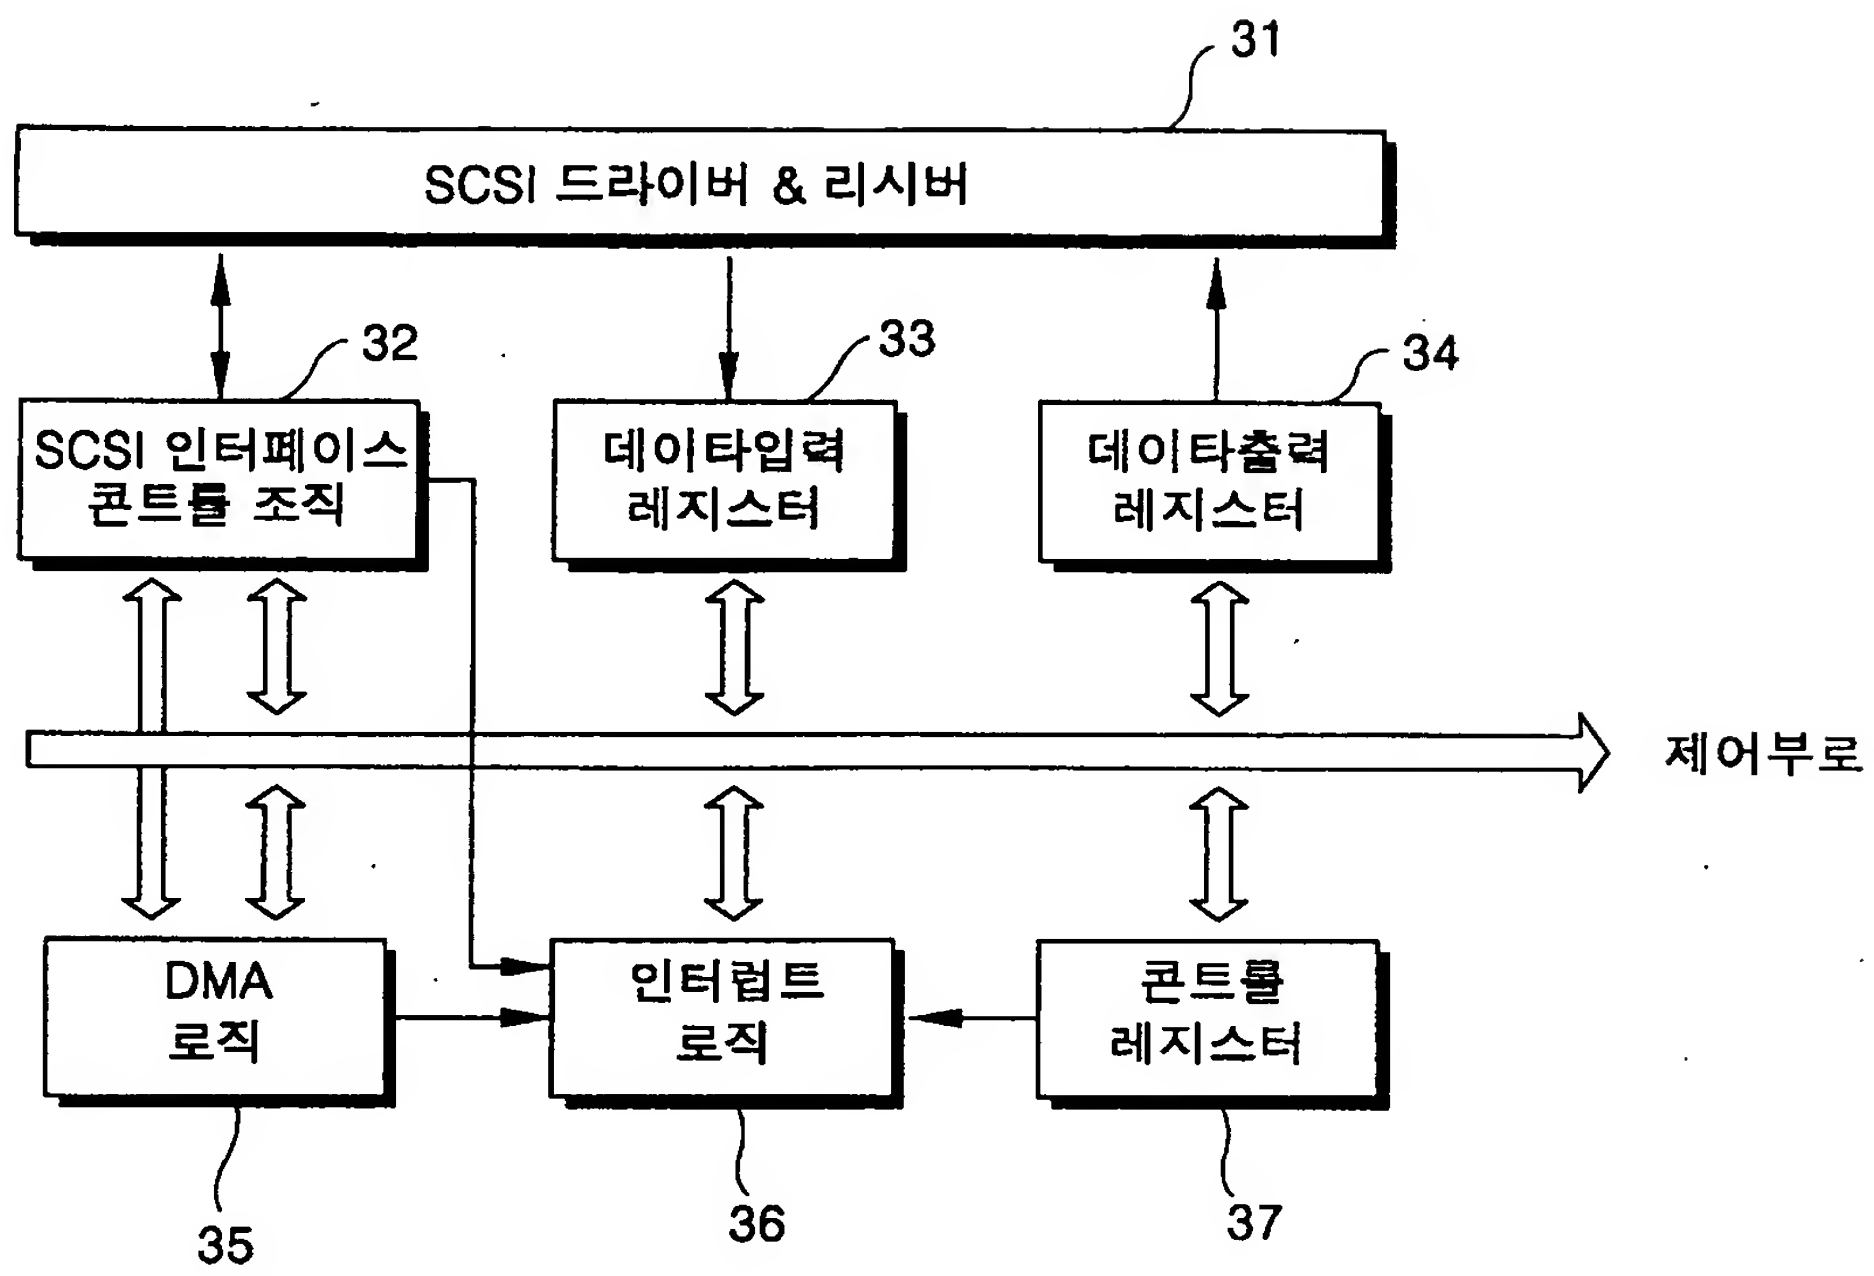 31
SCSI 드라이버 & 리시버
32
33
34
SCSI 인터페이스
콘트롤 조직
데이타입력
레지스터
데이타출력
레지스터
제어부로
DMA
로직
인터럽트
로직
콘트롤
레지스터
35
36
37